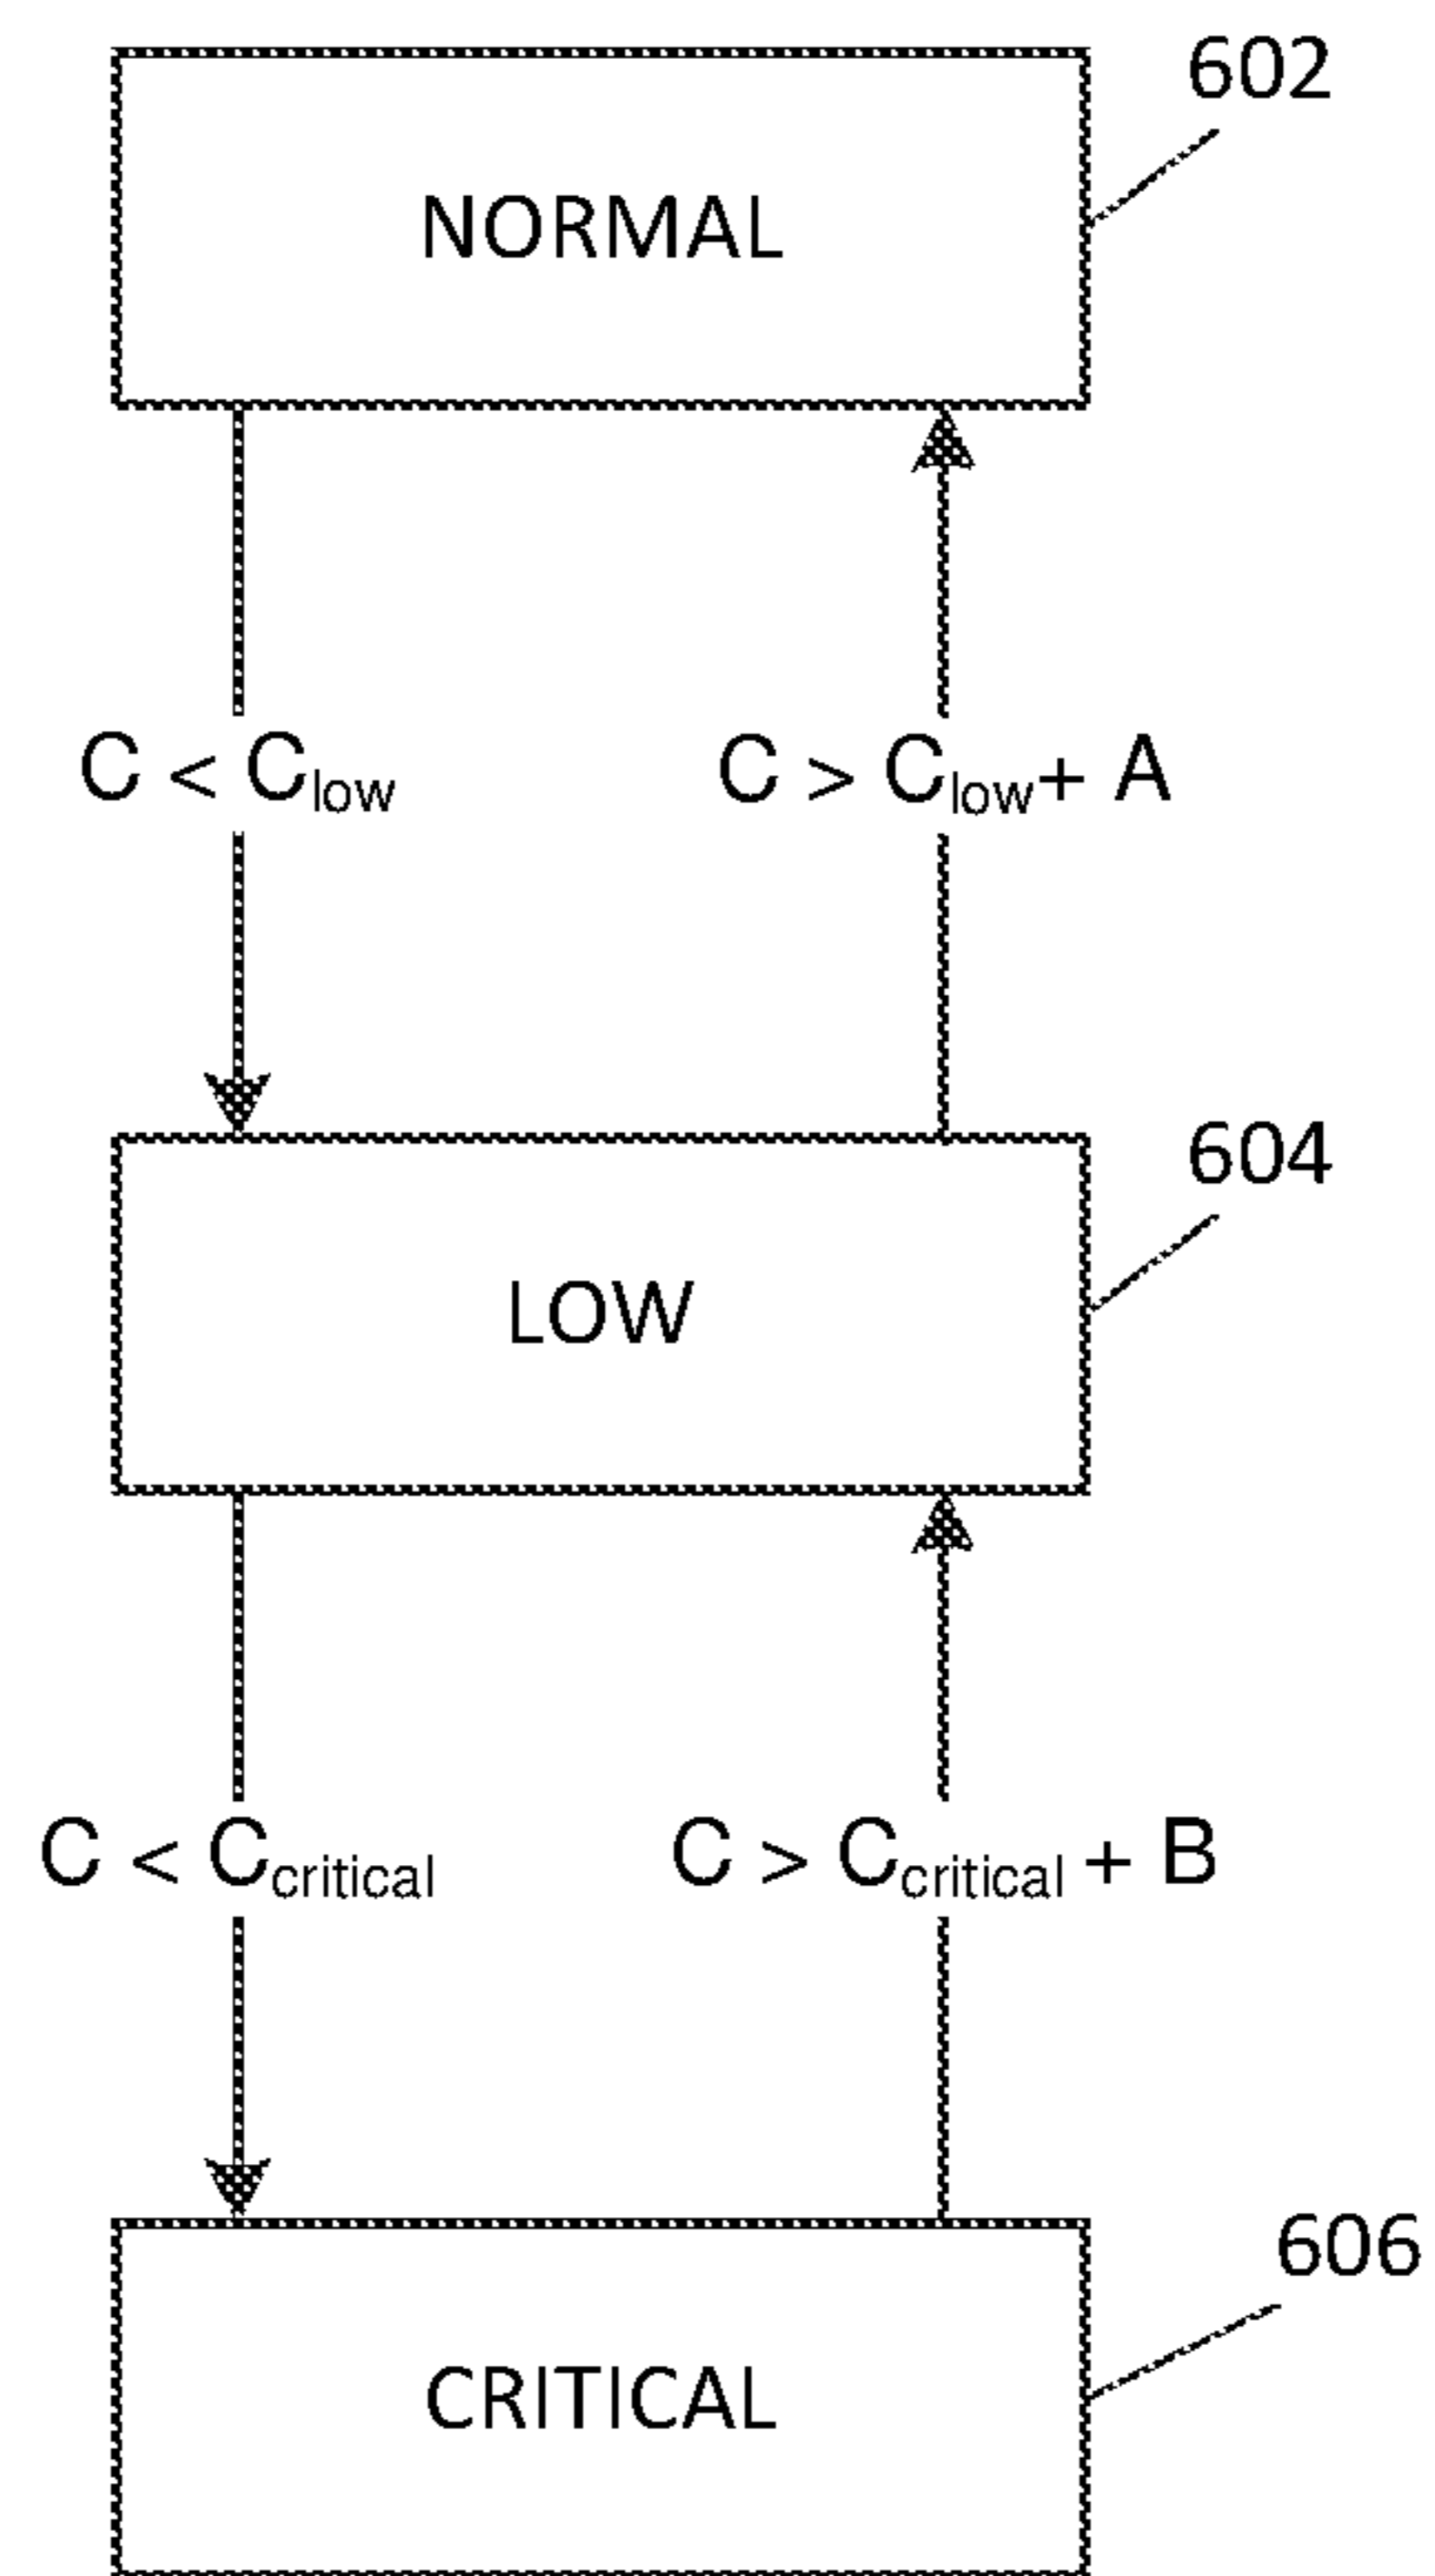 602
NORMAL
C < Clow
C > Clow+ A
604
LOW
C < Ccritical
C > Ccritical + B
606
CRITICAL